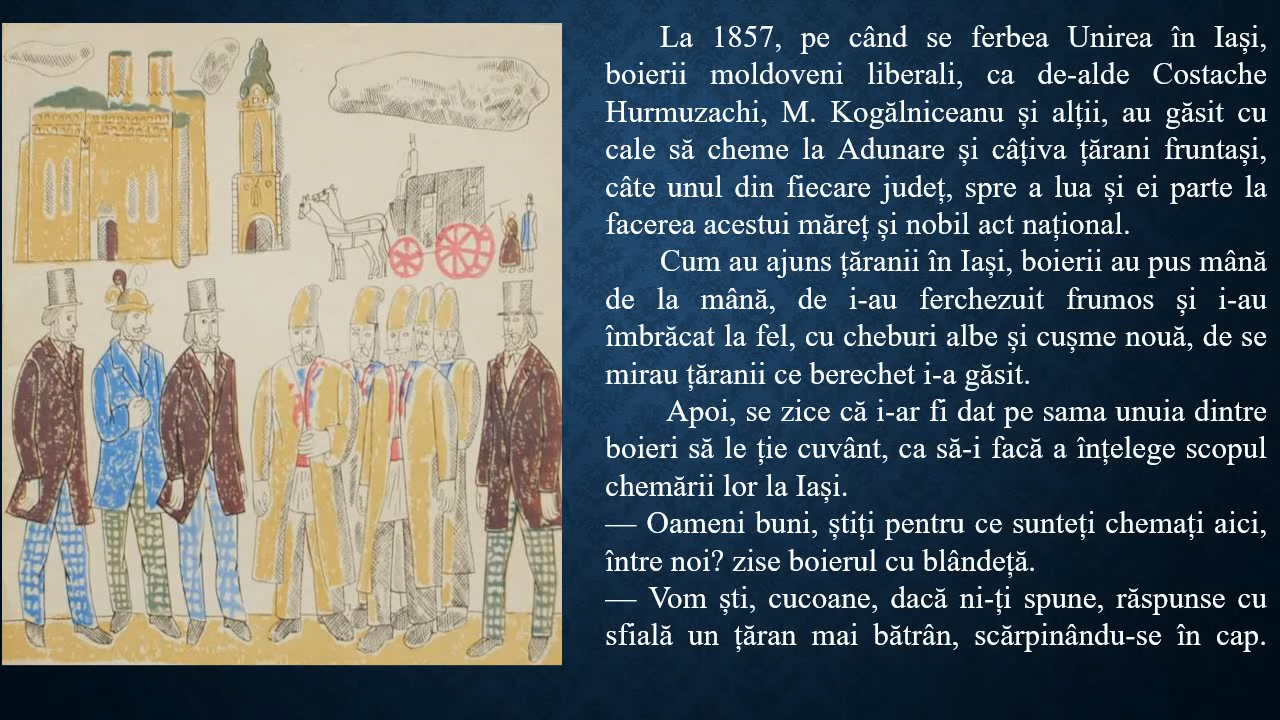 La 1857, pe când se ferbea Unirea în Iași,
boierii moldoveni liberali, ca de-alde Costache
Hurmuzachi, M. Kogălniceanu și alții, au găsit cu
cale să cheme la Adunare și câțiva țărani fruntași,
câte unul din fiecare județ, spre a lua și ei parte la
facerea acestui măreț și nobil act național.
Cum au ajuns țăranii în Iași, boierii au pus mână
de la mână, de i-au ferchezuit frumos și i-au
îmbrăcat la fel, cu cheburi albe și cușme nouă, de se
mirau țăranii ce berechet i-a găsit.
Apoi, se zice că i-ar fi dat pe sama unuia dintre
boieri să le ție cuvânt, ca să-i facă a înțelege scopul
chemării lor la Iași.
— Oameni buni, știți pentru ce sunteți chemați aici,
între noi? zise boierul cu blândeță.
— Vom ști, cucoane, dacă ni-ți spune, răspunse cu
sfială un țăran mai bătrân, scărpinându-se în cap.